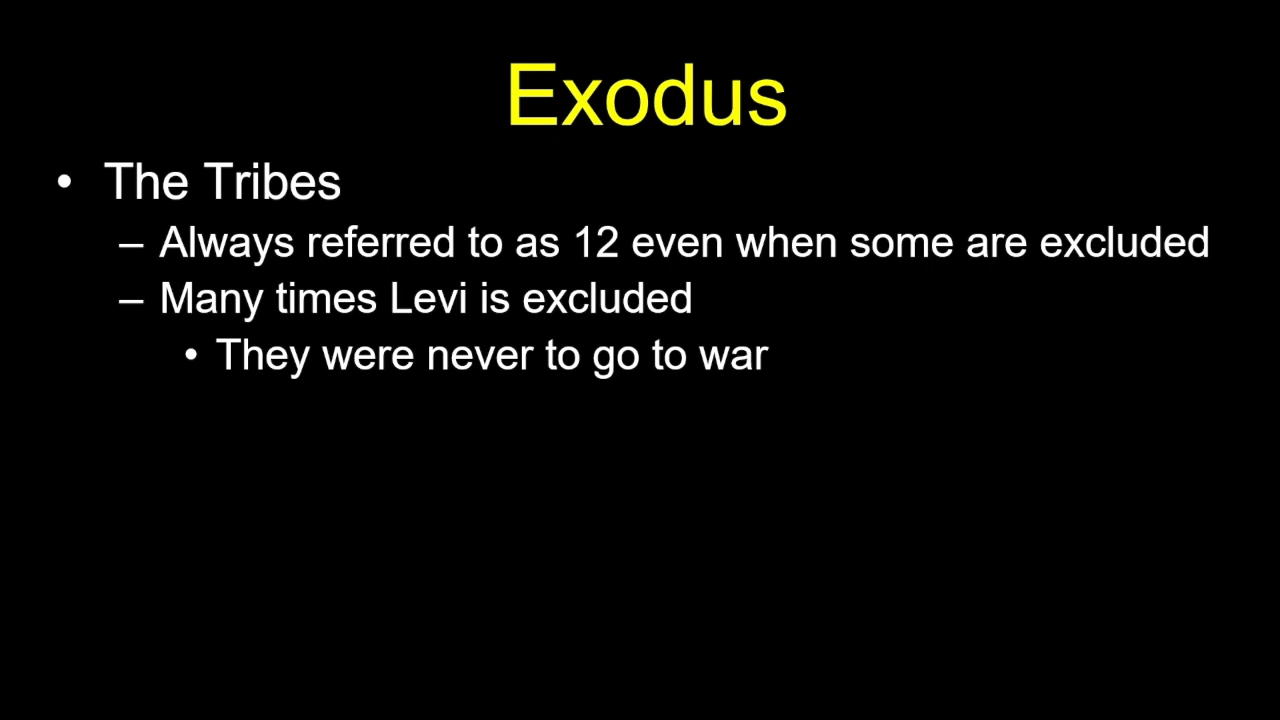 Exodus
• The Tribes
– Always referred to as 12 even when some are excluded
– Many times Levi is excluded
• They were never to go to war